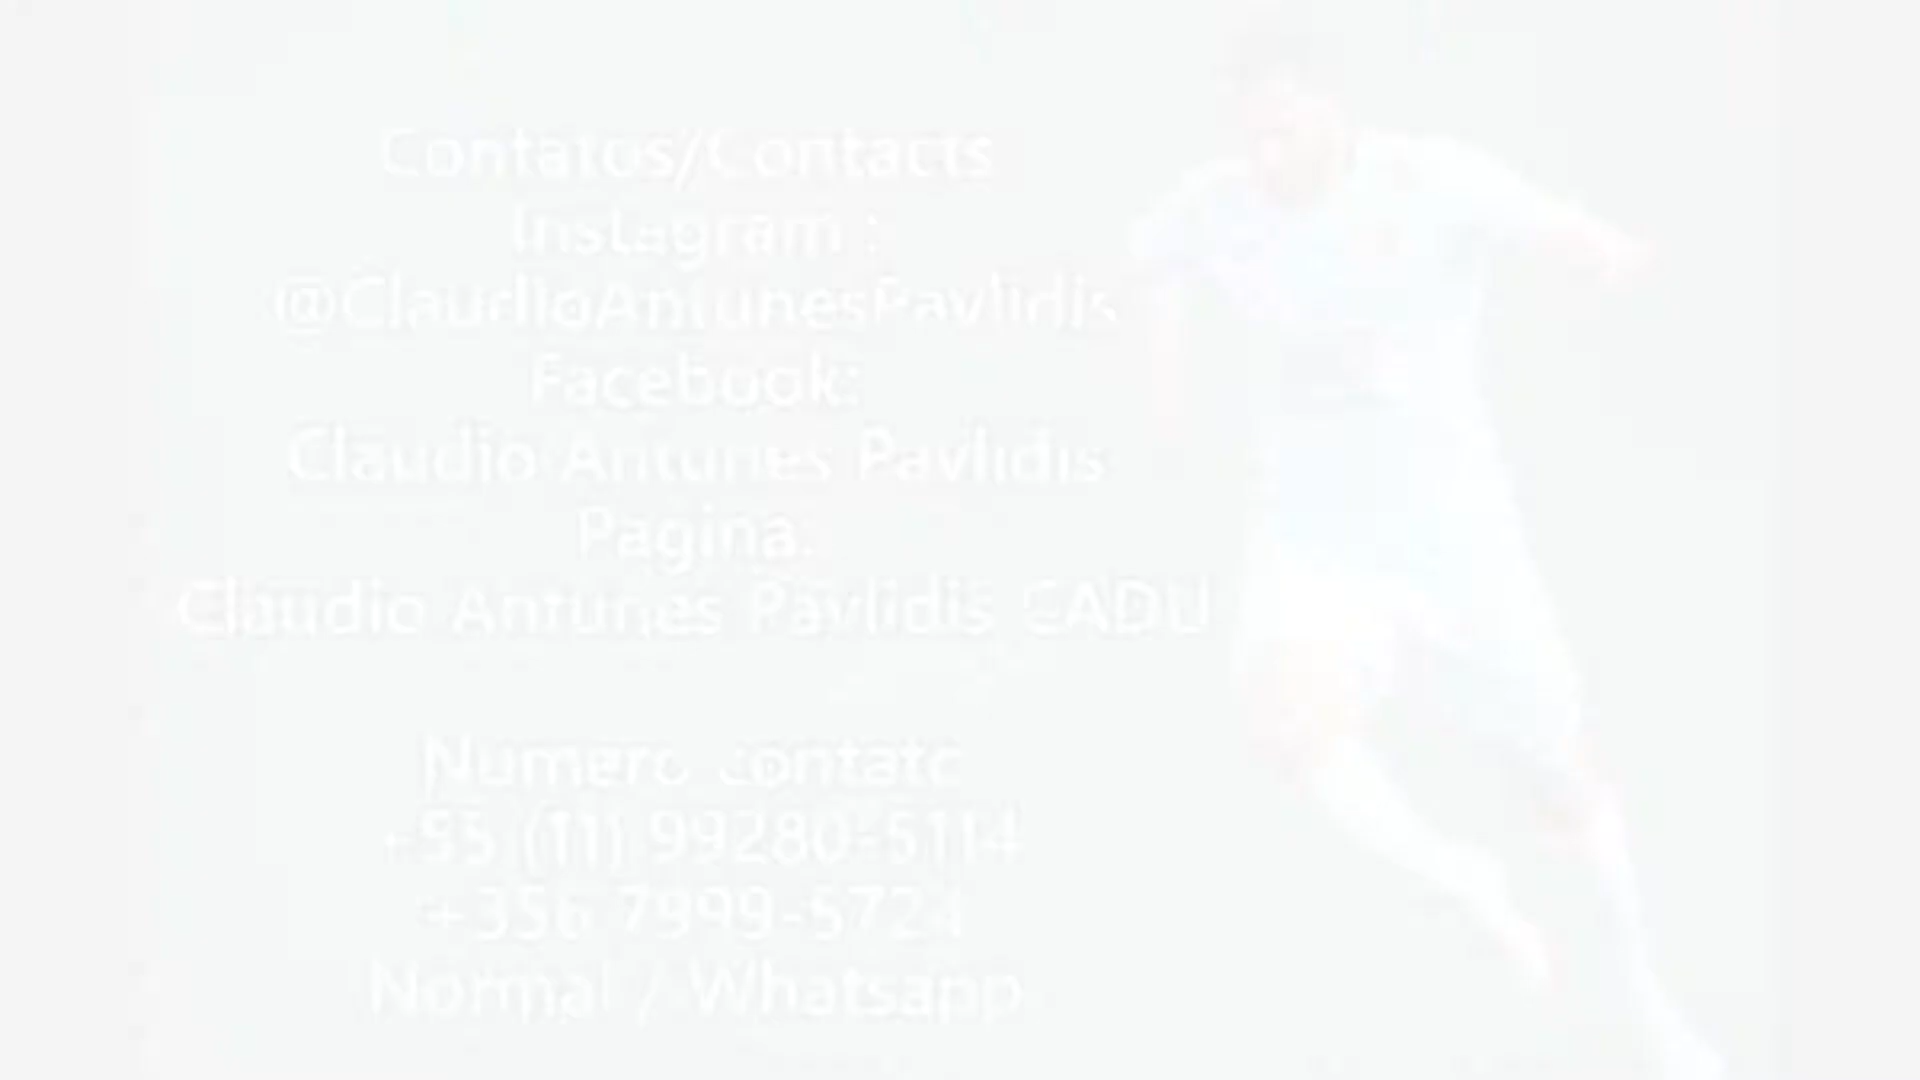 Contatos/Contacts
Instagram :
@ClaudioAntunesPavlidis
Facebook:
Claudio Antunes Pavlidis
Pagina:
Claudio Antunes Pavlidis CADU
Numero contato
+55 (11) 99280-5114
+356 7999-5724
Normal / Whatsapp